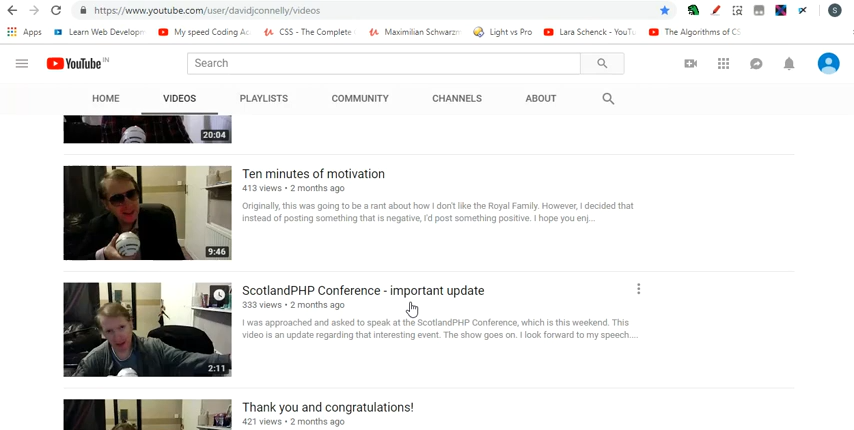 https://www.youtube.com/user/davidjconnelly/videos
S
Apps Learn Web Developm My speed Coding Ac CSS - The Complete Maximilian Schwarzm Light vs Pro Lara Schenck - YouTu The Algorithms of CS
YouTube IN Search
HOME VIDEOS PLAYLISTS COMMUNITY CHANNELS ABOUT
20:04
Ten minutes of motivation
413 views • 2 months ago
Originally, this was going to be a rant about how I don't like the Royal Family. However, I decided that
instead of posting something that is negative, I'd post something positive. I hope you enj...
9:46
ScotlandPHP Conference - important update
333 views • 2 months ago
I was approached and asked to speak at the ScotlandPHP Conference, which is this weekend. This
video is an update regarding that interesting event. The show goes on. I look forward to my speech....
2:11
Thank you and congratulations!
421 views • 2 months ago